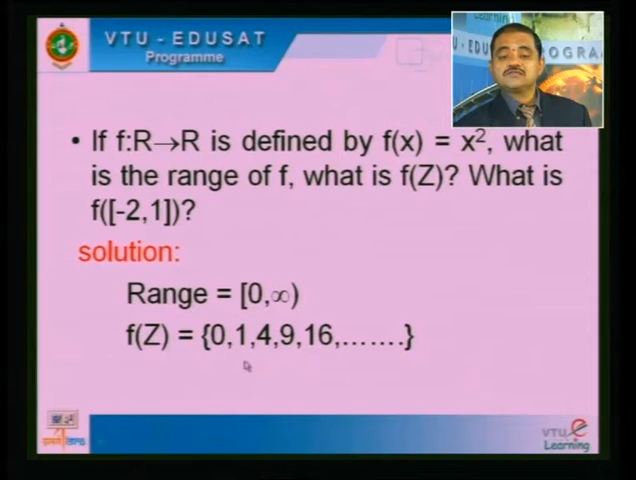 VTU - EDUSAT
Programme
• If f:R→R is defined by f(x) = x², what
is the range of f, what is f(Z)? What is
f([-2,1])?
solution:
Range = [0,∞)
f(Z) = {0,1,4,9,16,.......}
VTU e
Learning